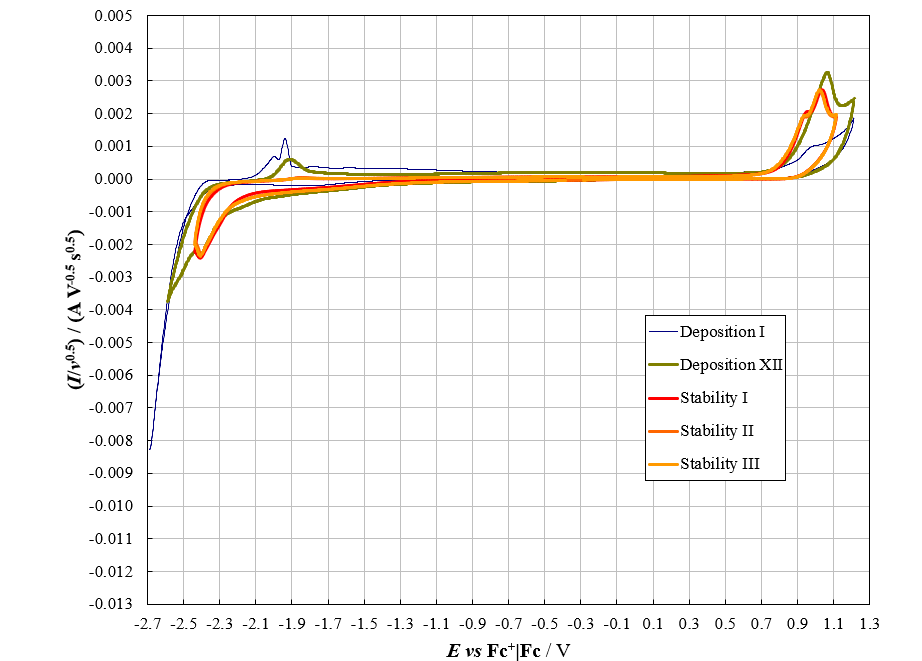 0.005
0.004
0.003
0.002
0.001
0.000
-0.001
-0.002
-0.003
-0.004
-0.005
-0.006
-0.007
-0.008
-0.009
-0.010
-0.011
-0.012
-0.013
(I/ν^0.5) / (A V^-0.5 s^0.5)
Deposition I
Deposition XII
Stability I
Stability II
Stability III
-2.7 -2.5 -2.3 -2.1 -1.9 -1.7 -1.5 -1.3 -1.1 -0.9 -0.7 -0.5 -0.3 -0.1 0.1 0.3 0.5 0.7 0.9 1.1 1.3
E vs Fc⁺|Fc / V